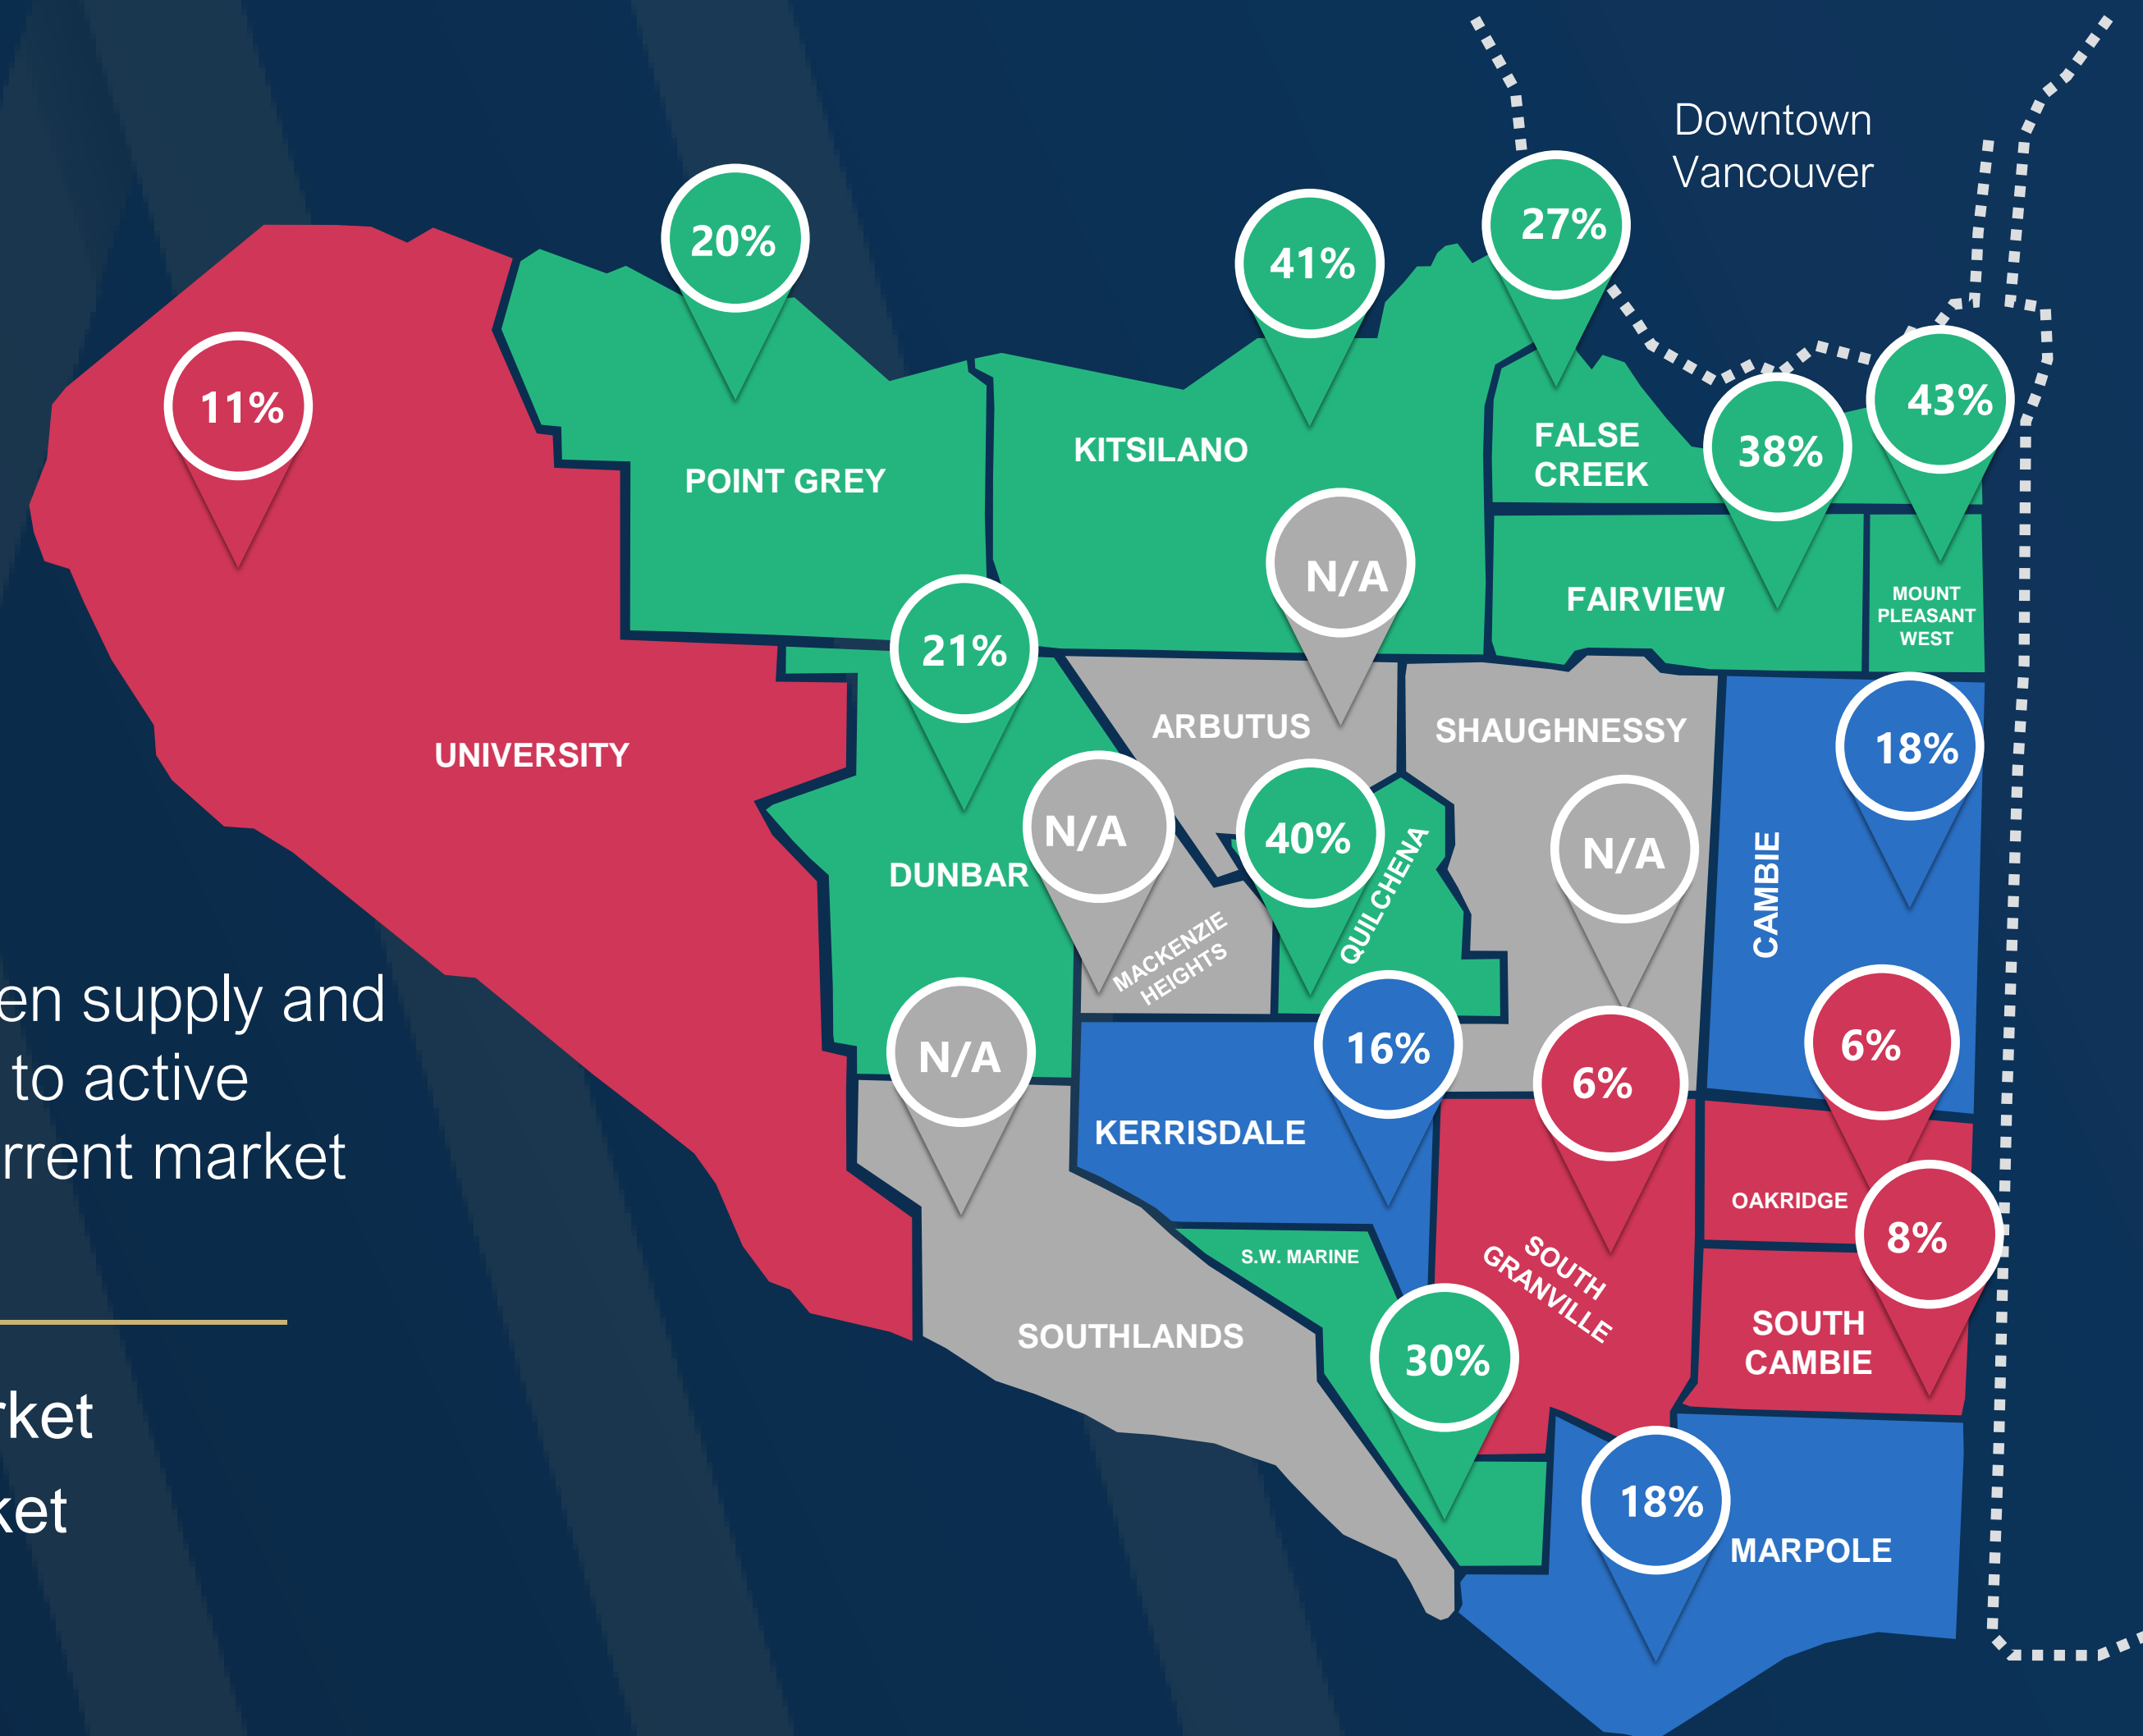 Downtown
Vancouver
20%
41%
27%
11%
43%
38%
KITSILANO
FALSE
CREEK
POINT GREY
N/A
FAIRVIEW
MOUNT
PLEASANT
WEST
21%
ARBUTUS
SHAUGHNESSY
18%
UNIVERSITY
N/A
40%
QUILCHENA
N/A
CAMBIE
DUNBAR
MACKENZIE
HEIGHTS
en supply and
to active
rrent market
N/A
16%
6%
6%
KERRISDALE
OAKRIDGE
8%
S.W. MARINE
SOUTH
GRANVILLE
SOUTHLANDS
30%
SOUTH
CAMBIE
rket
ket
18%
MARPOLE